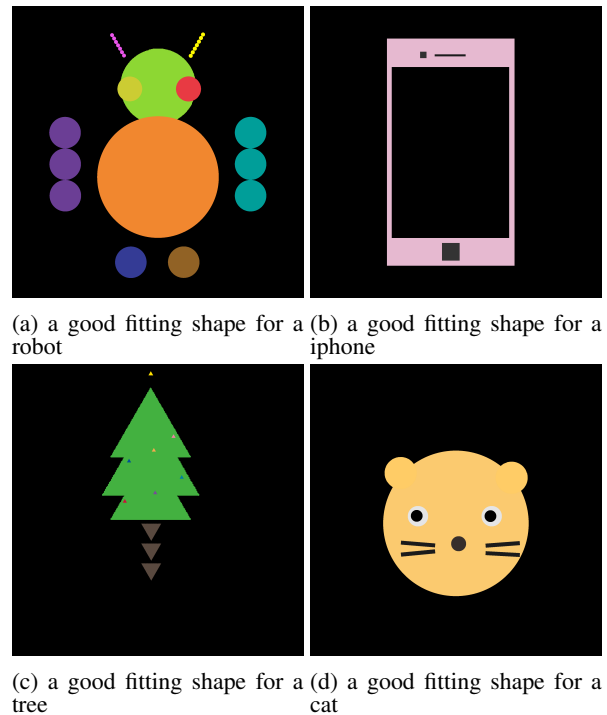 (a) a good fitting shape for a
robot
(b) a good fitting shape for a
iphone
(c) a good fitting shape for a
tree
(d) a good fitting shape for a
cat